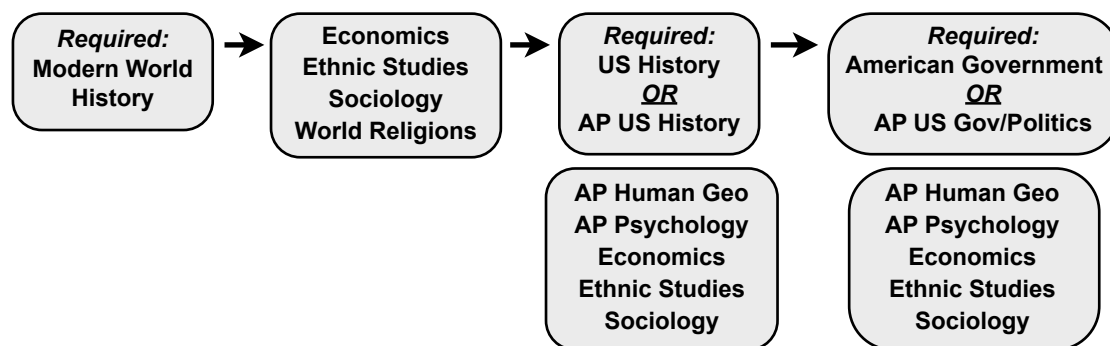 Required:
Modern World
History
Economics
Ethnic Studies
Sociology
World Religions
Required:
US History
OR
AP US History
Required:
American Government
OR
AP US Gov/Politics
AP Human Geo
AP Psychology
Economics
Ethnic Studies
Sociology
AP Human Geo
AP Psychology
Economics
Ethnic Studies
Sociology